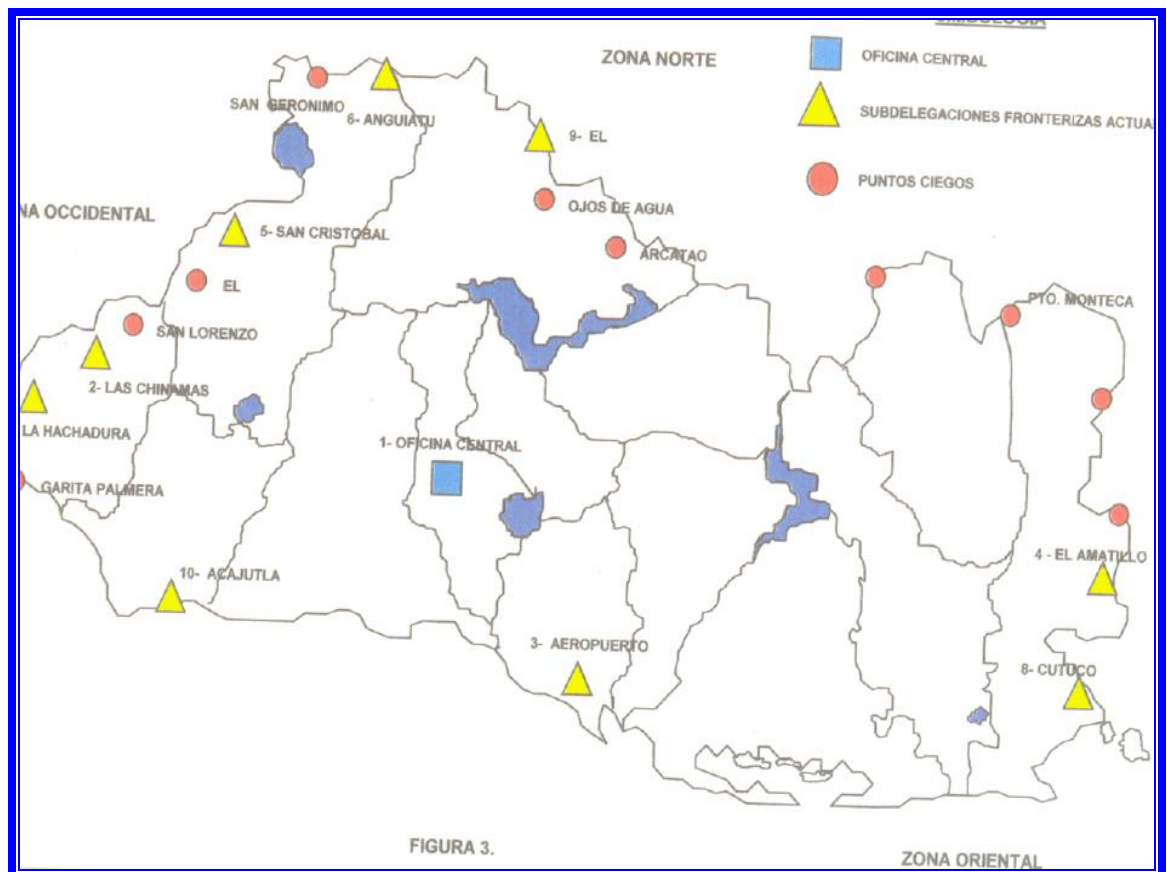 ZONA NORTE
OFICINA CENTRAL
SUBDELEGACIONES FRONTERIZAS ACTUA
PUNTOS CIEGOS
SAN GERONIMO
6- ANGUIATU
9- EL
NA OCCIDENTAL
OJOS DE AGUA
5- SAN CRISTOBAL
ARCATAO
EL
PTO. MONTECA
SAN LORENZO
2- LAS CHINAMAS
LA HACHADURA
1- OFICINA CENTRAL
GARITA PALMERA
4 - EL AMATILLO
10- ACAJUTLA
3- AEROPUERTO
8- CUTUCO
FIGURA 3.
ZONA ORIENTAL